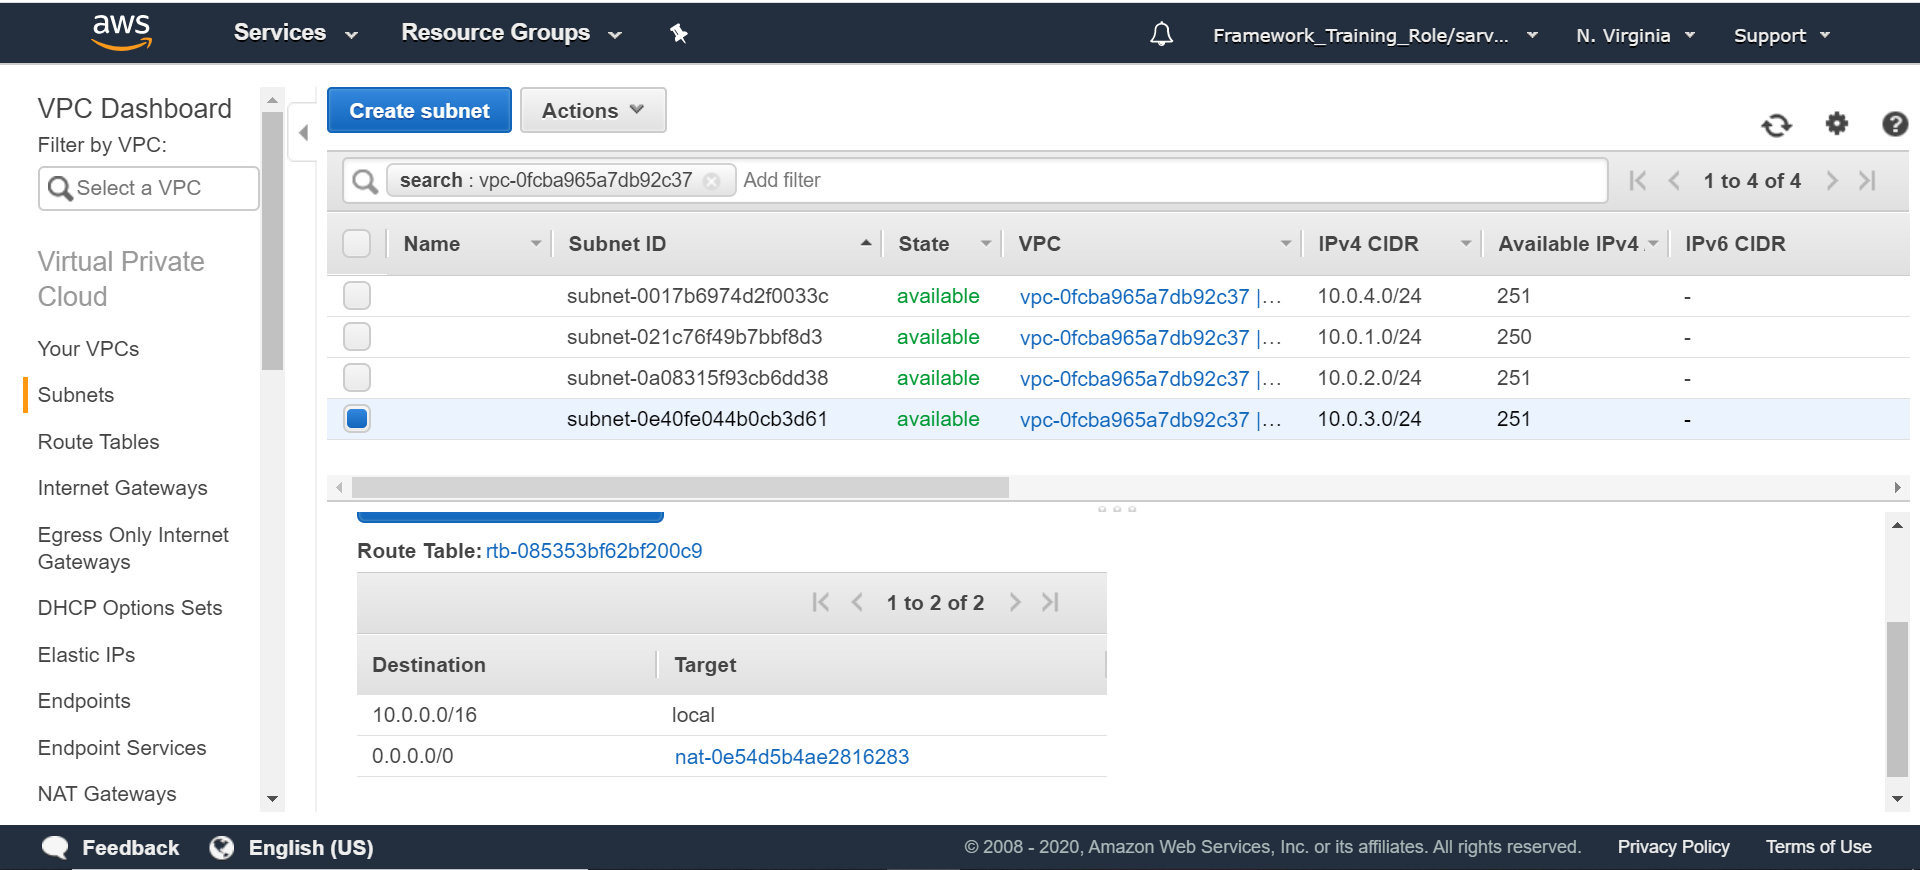 aws Services Resource Groups Framework_Training_Role/sarv... N. Virginia Support
VPC Dashboard
Filter by VPC:
Select a VPC
Virtual Private
Cloud
Your VPCs
Subnets
Route Tables
Internet Gateways
Egress Only Internet
Gateways
DHCP Options Sets
Elastic IPs
Endpoints
Endpoint Services
NAT Gateways
Create subnet Actions
search : vpc-0fcba965a7db92c37 Add filter 1 to 4 of 4
Name Subnet ID State VPC IPv4 CIDR Available IPv4 IPv6 CIDR
subnet-0017b6974d2f0033c available vpc-0fcba965a7db92c37 |... 10.0.4.0/24 251 -
subnet-021c76f49b7bbf8d3 available vpc-0fcba965a7db92c37 |... 10.0.1.0/24 250 -
subnet-0a08315f93cb6dd38 available vpc-0fcba965a7db92c37 |... 10.0.2.0/24 251 -
subnet-0e40fe044b0cb3d61 available vpc-0fcba965a7db92c37 |... 10.0.3.0/24 251 -
Route Table: rtb-085353bf62bf200c9
1 to 2 of 2
Destination Target
10.0.0.0/16 local
0.0.0.0/0 nat-0e54d5b4ae2816283
Feedback English (US) © 2008 - 2020, Amazon Web Services, Inc. or its affiliates. All rights reserved. Privacy Policy Terms of Use